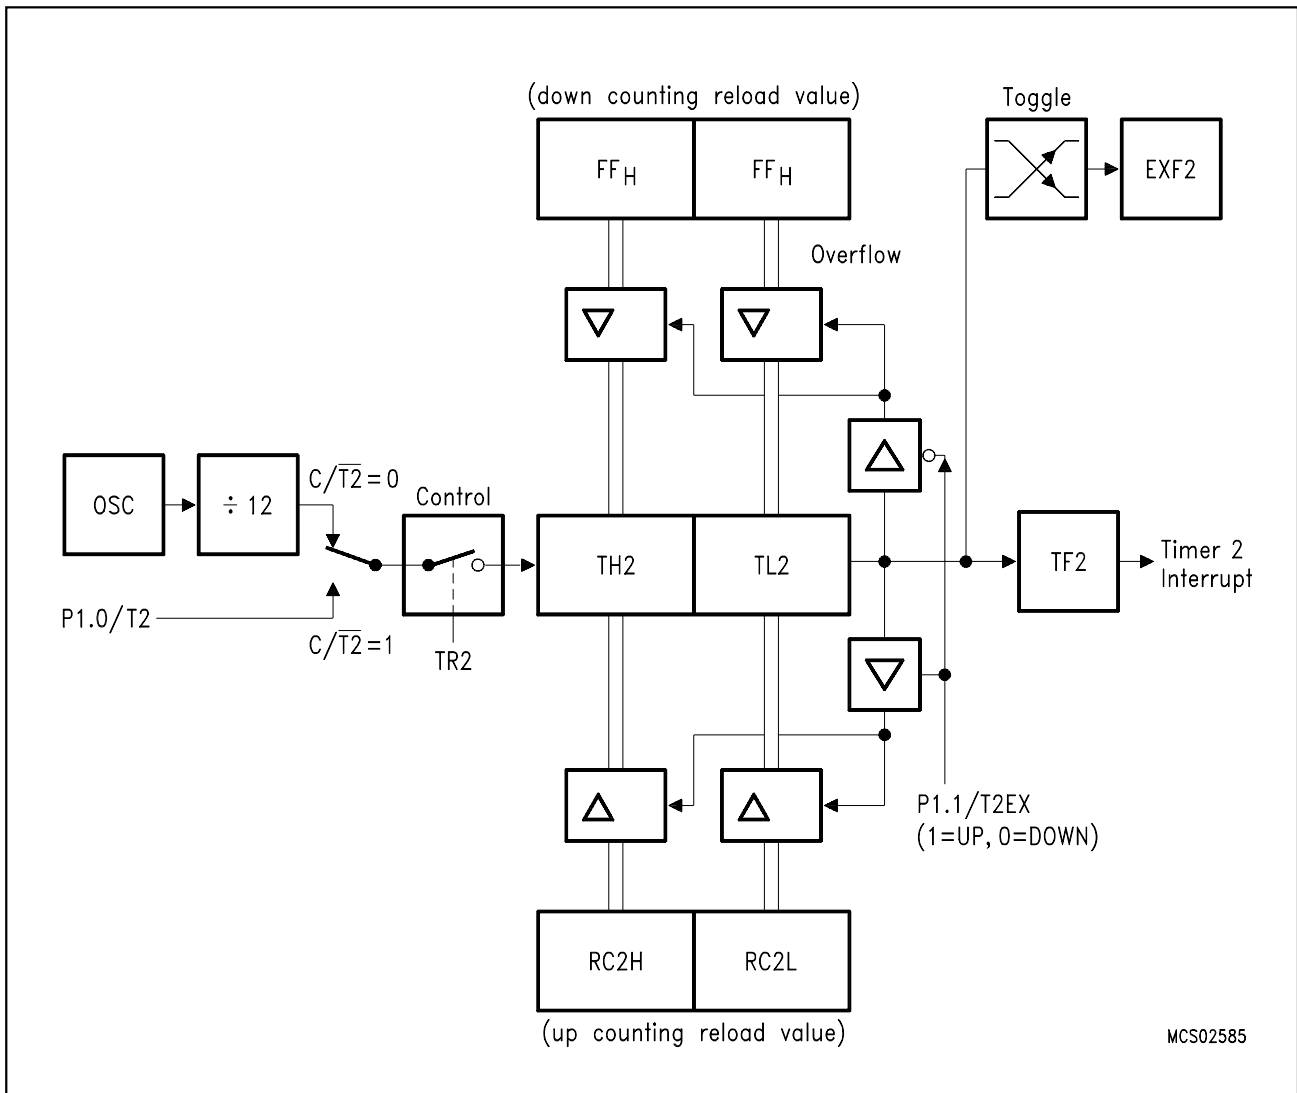 (down counting reload value)
Toggle
FFH
FFH
EXF2
Overflow
C/T2=0
OSC
÷ 12
Control
TH2
TL2
TF2
Timer 2
Interrupt
P1.0/T2
C/T2=1
TR2
P1.1/T2EX
(1=UP, 0=DOWN)
RC2H
RC2L
(up counting reload value)
MCS02585